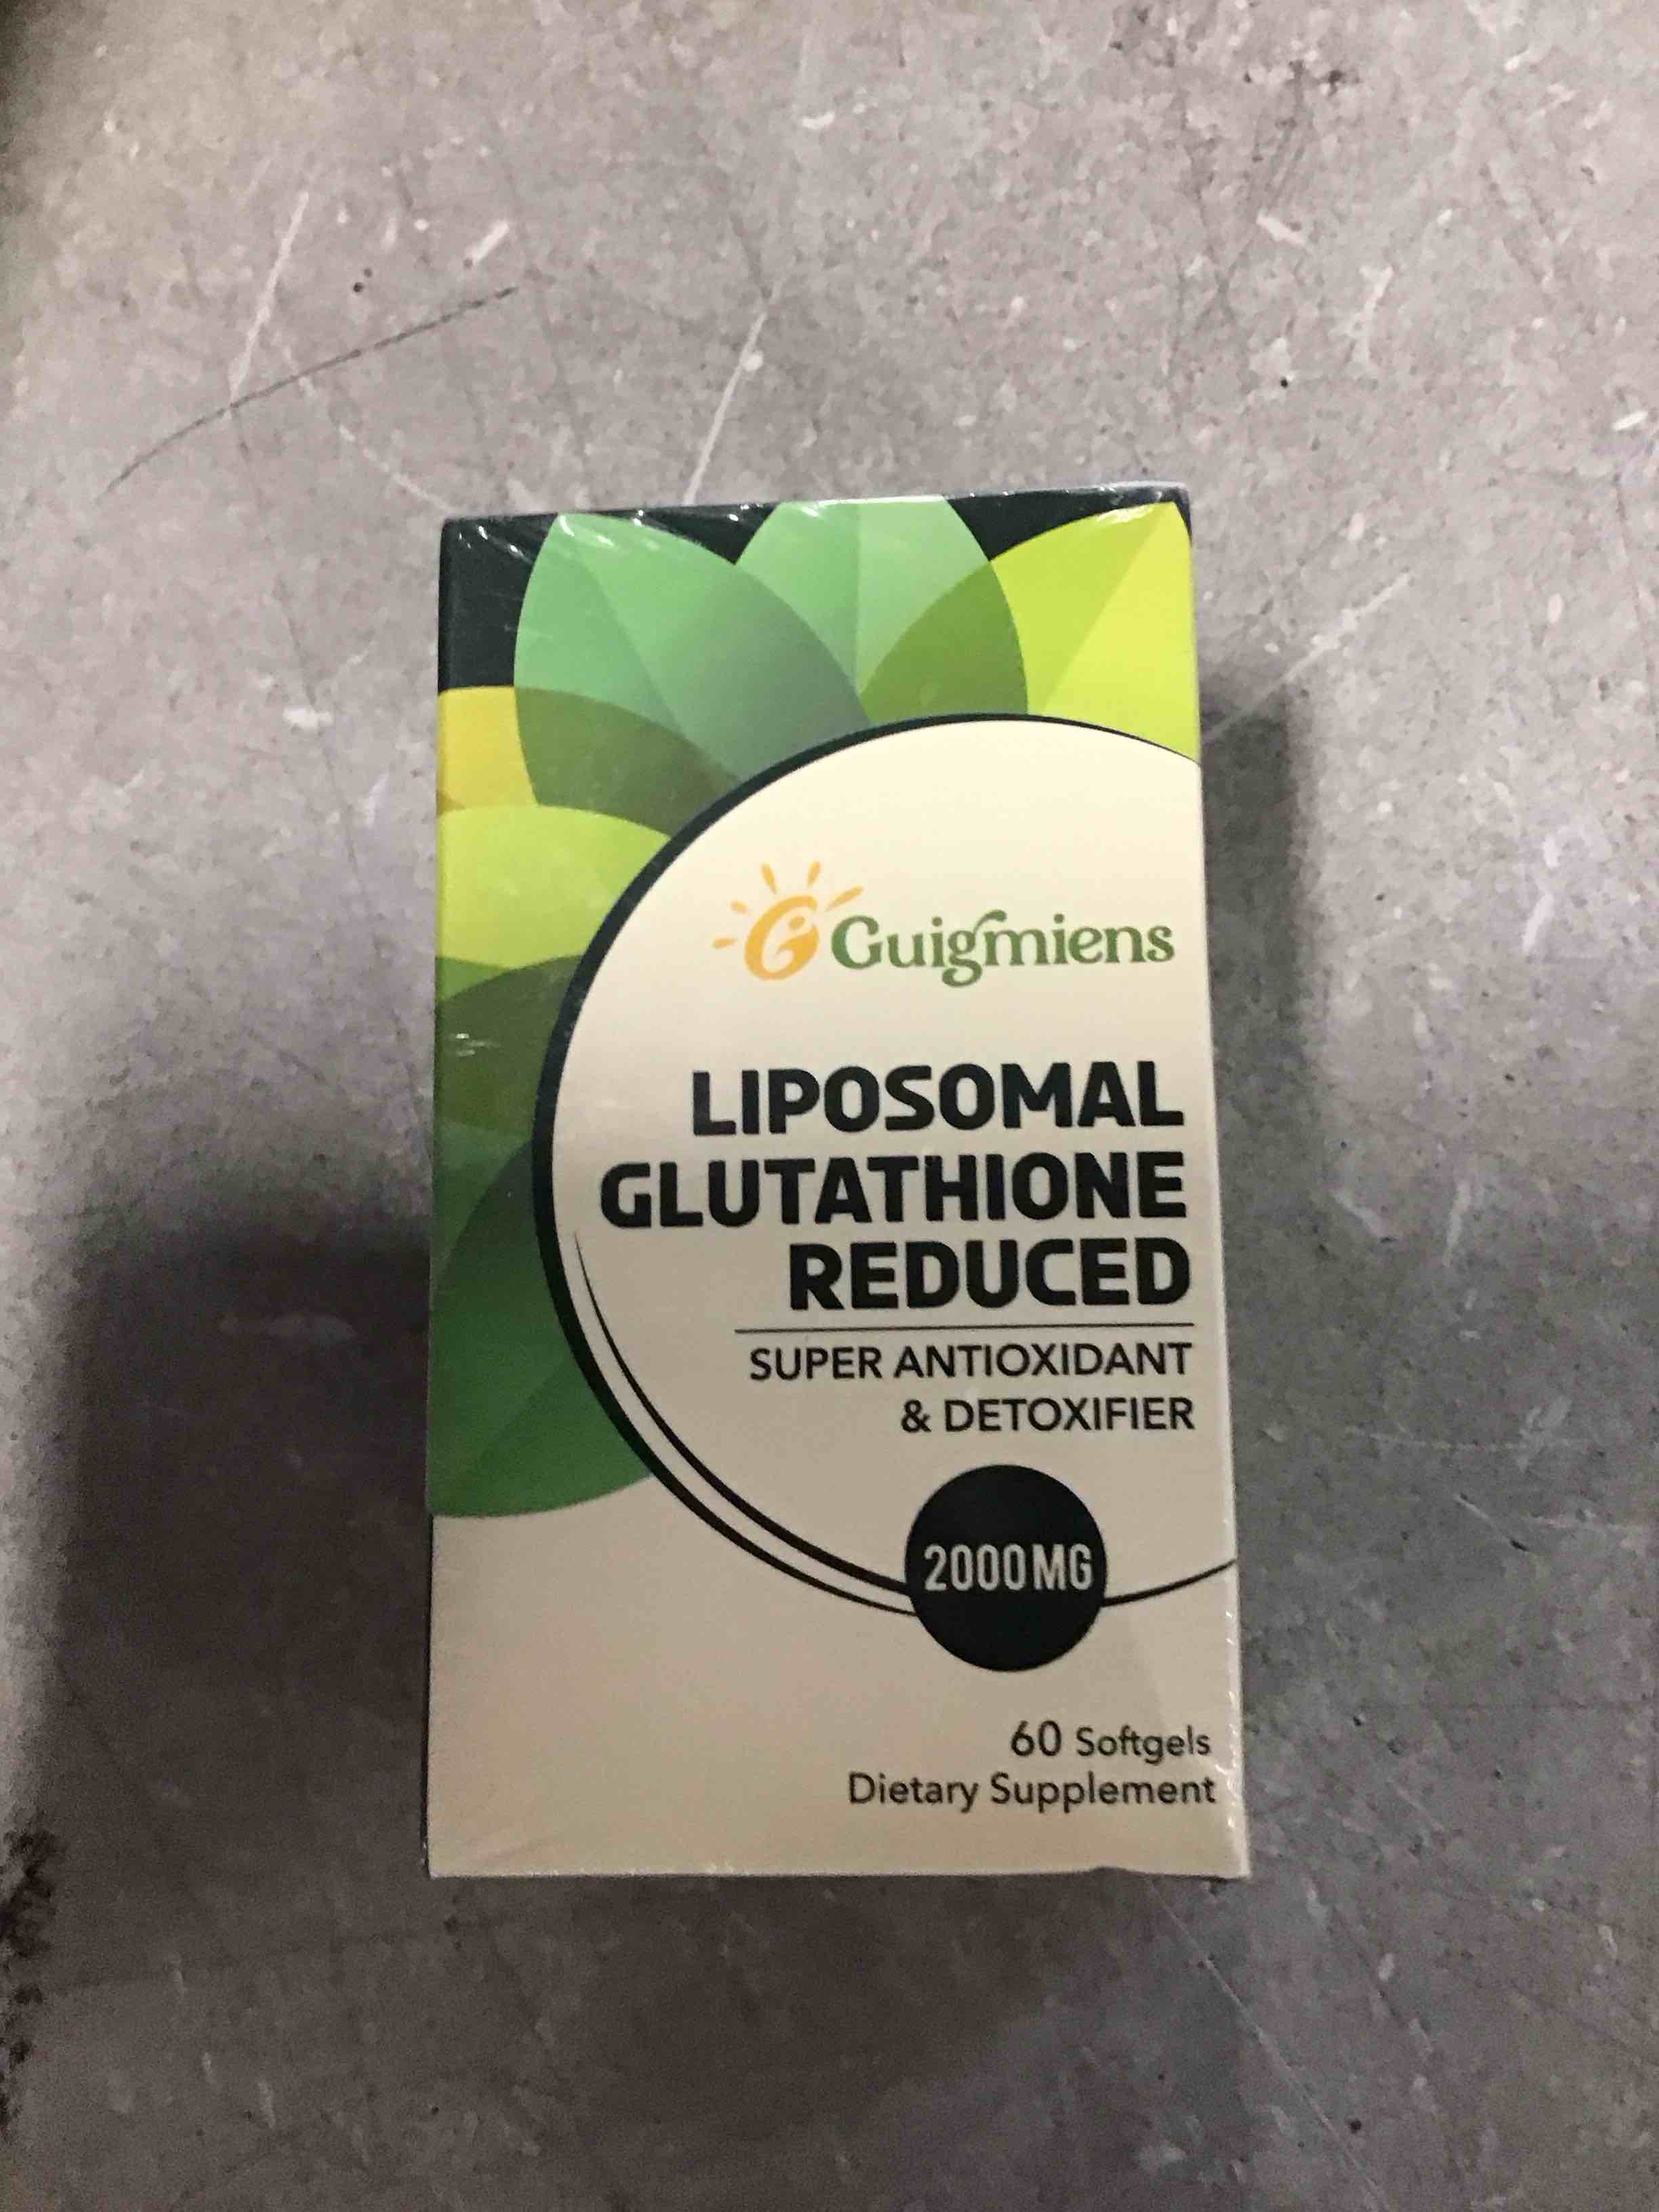 Guigmiens
LIPOSOMAL
GLUTATHIONE
REDUCED
SUPER ANTIOXIDANT
& DETOXIFIER
2000MG
60 Softgels
Dietary Supplement